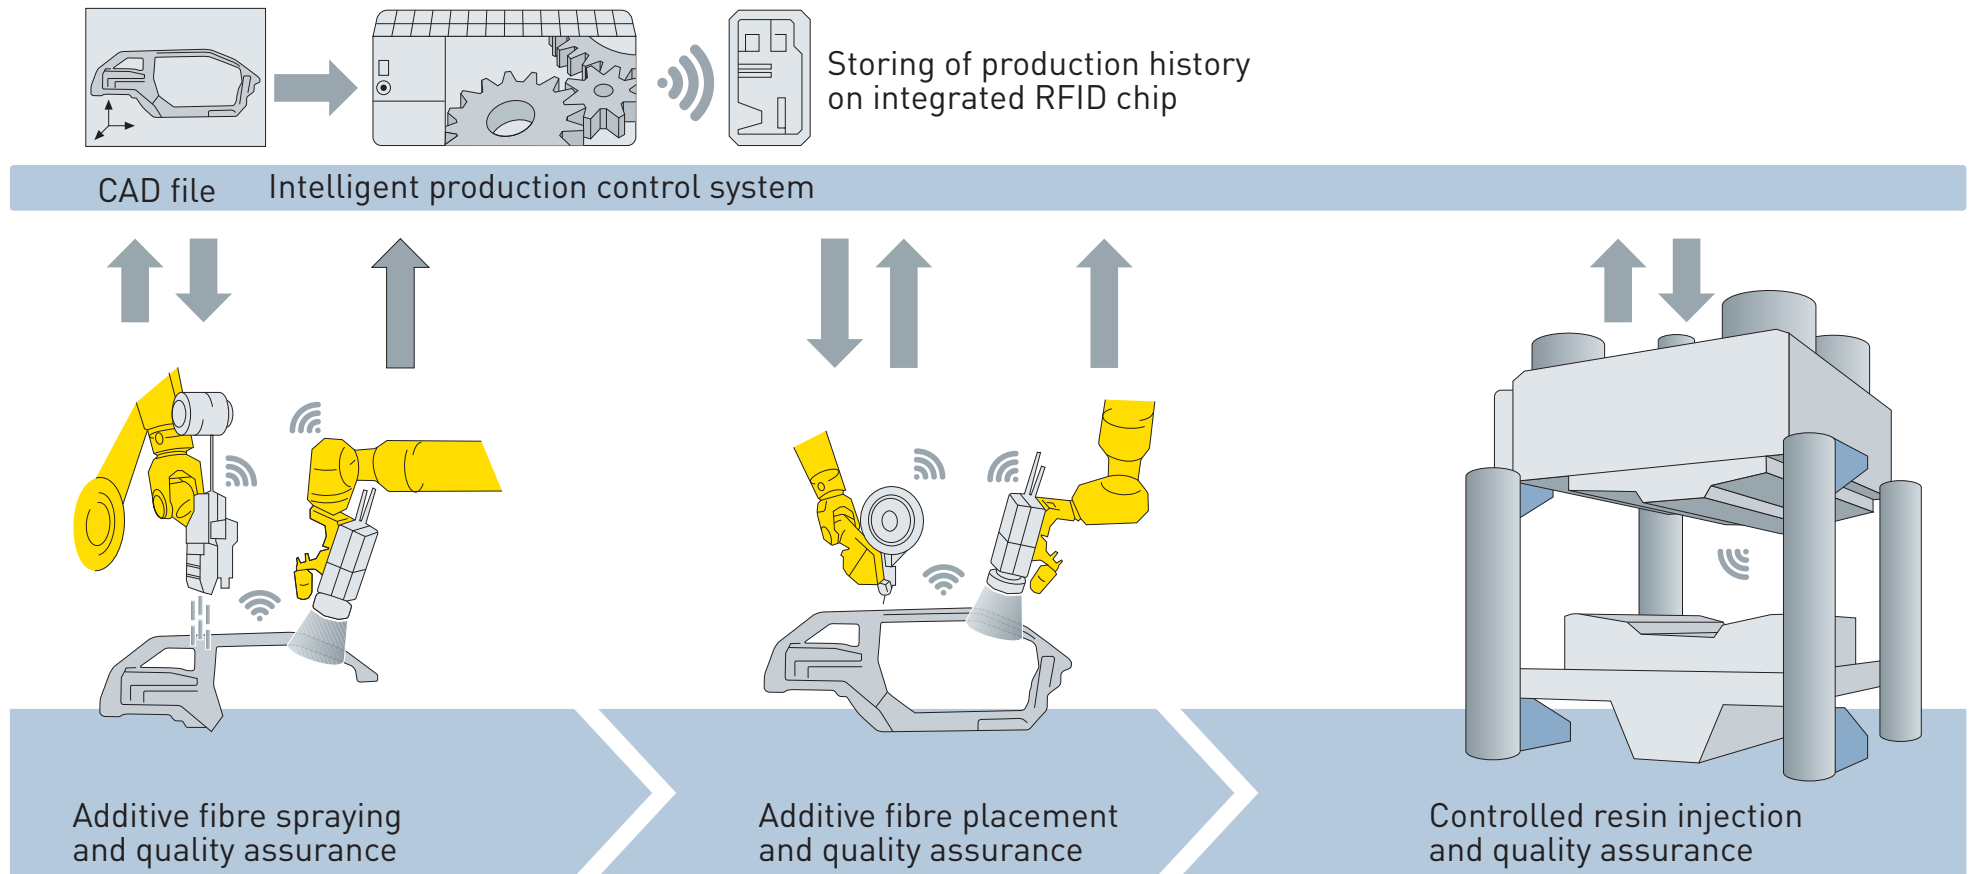 Storing of production history
on integrated RFID chip
CAD file
Intelligent production control system
Additive fibre spraying
and quality assurance
Additive fibre placement
and quality assurance
Controlled resin injection
and quality assurance